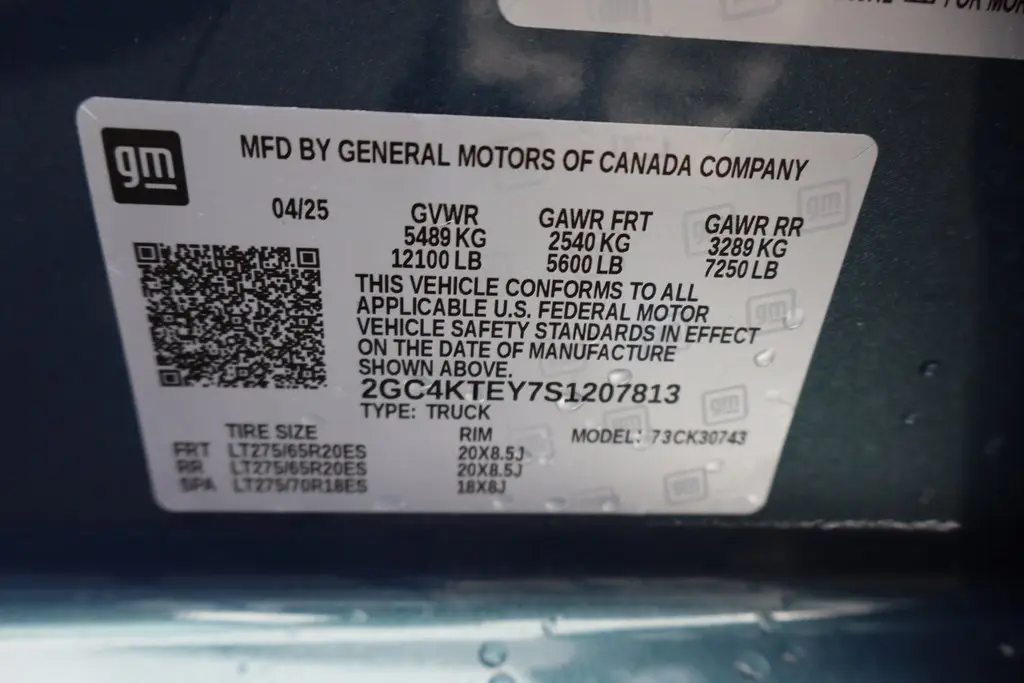 FOR MOR
gm
MFD BY GENERAL MOTORS OF CANADA COMPANY
04/25
GVWR GAWR FRT GAWR RR
5489 KG 2540 KG 3289 KG
12100 LB 5600 LB 7250 LB
THIS VEHICLE CONFORMS TO ALL
APPLICABLE U.S. FEDERAL MOTOR
VEHICLE SAFETY STANDARDS IN EFFECT
ON THE DATE OF MANUFACTURE
SHOWN ABOVE.
2GC4KTEY7S1207813
TYPE: TRUCK
TIRE SIZE RIM MODEL: 73CK30743
FRT LT275/65R20ES 20X8.5J
RR LT275/65R20ES 20X8.5J
SPA LT275/70R18ES 18X8J